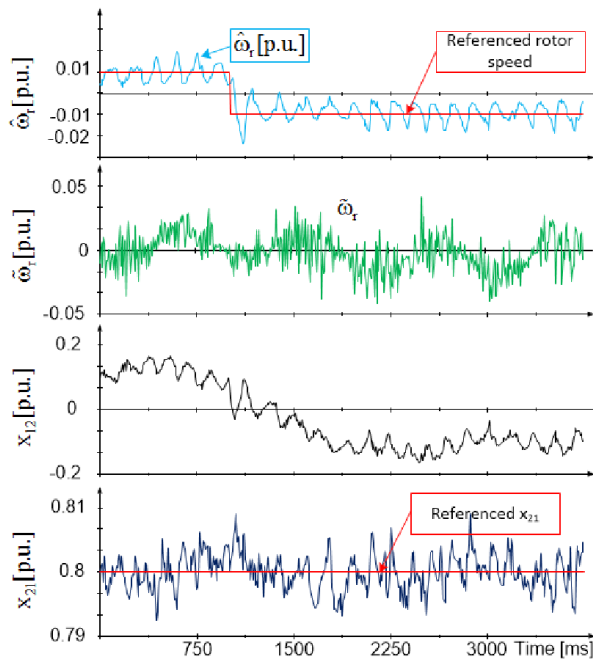 ω̂r [p.u.]
Referenced rotor
speed
0.01
-0.01
-0.02
ω̂r[p.u.]
0.05
ω̃r
0
-0.05
ω̃r[p.u.]
0.2
0
-0.2
x12[p.u.]
0.81
Referenced x21
0.8
0.79
x21[p.u.]
750
1500
2250
3000
Time [ms]